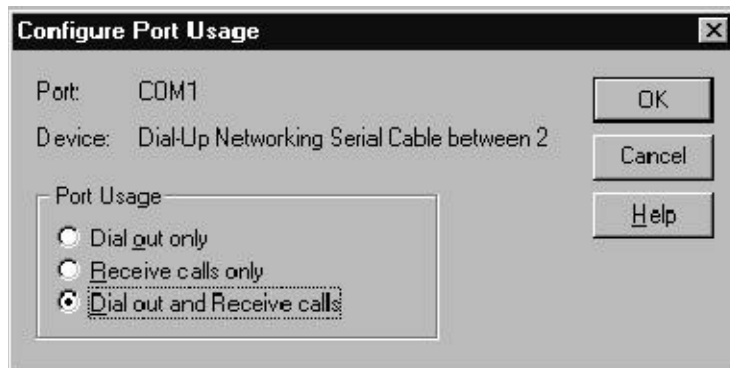 Configure Port Usage
Port: COM1
Device: Dial-Up Networking Serial Cable between 2
Port Usage
Dial out only
Receive calls only
Dial out and Receive calls
OK
Cancel
Help